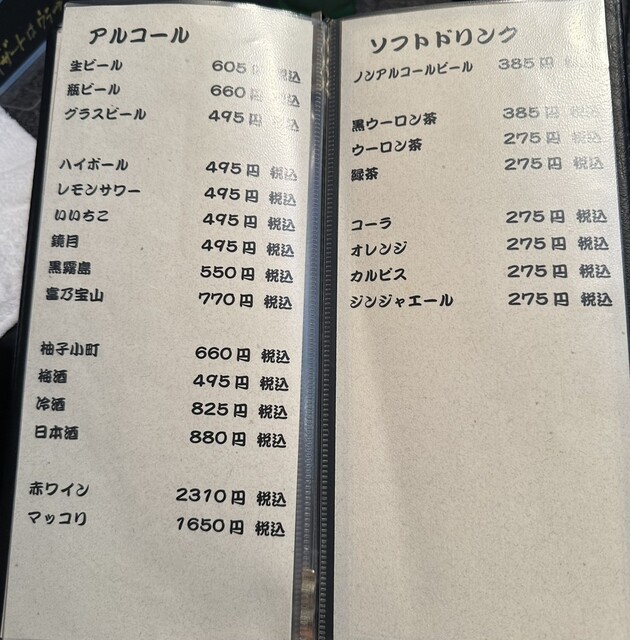 アルコール
生ビール 605円 税込
瓶ビール 660円 税込
グラスビール 495円 税込
ハイボール 495円 税込
レモンサワー 495円 税込
いいちこ 495円 税込
鏡月 495円 税込
黒霧島 550円 税込
富乃宝山 770円 税込
柚子小町 660円 税込
梅酒 495円 税込
冷酒 825円 税込
日本酒 880円 税込
赤ワイン 2310円 税込
マッコリ 1650円 税込
ソフトドリンク
ノンアルコールビール 385円
黒ウーロン茶 385円 税込
ウーロン茶 275円 税込
緑茶 275円 税込
コーラ 275円 税込
オレンジ 275円 税込
カルピス 275円 税込
ジンジャエール 275円 税込